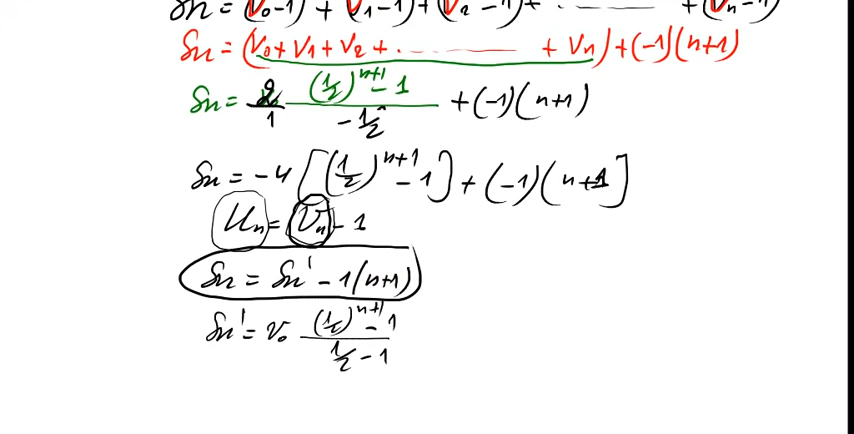 Sn = (V0-1) + (V1-1) + (V2-1) + ........ + (Vn-1)
Sn = (V0 + V1 + V2 + ........ + Vn) + (-1)(n+1)
Sn = 2/1 ((1/2)^(n+1) - 1)/(-1/2) + (-1)(n+1)
Sn = -4 [(1/2)^(n+1) - 1] + (-1)(n+1]
Un = Vn - 1
Sn = Sn' - 1(n+1)
Sn' = V0 ((1/2)^(n+1) - 1)/(1/2 - 1)